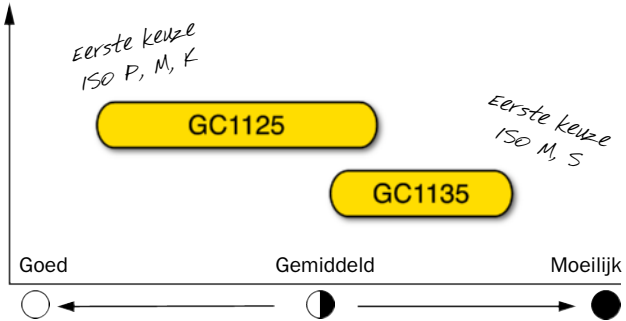 Eerste keuze
ISO P, M, K
GC1125
Eerste keuze
ISO M, S
GC1135
Goed
Gemiddeld
Moeilijk